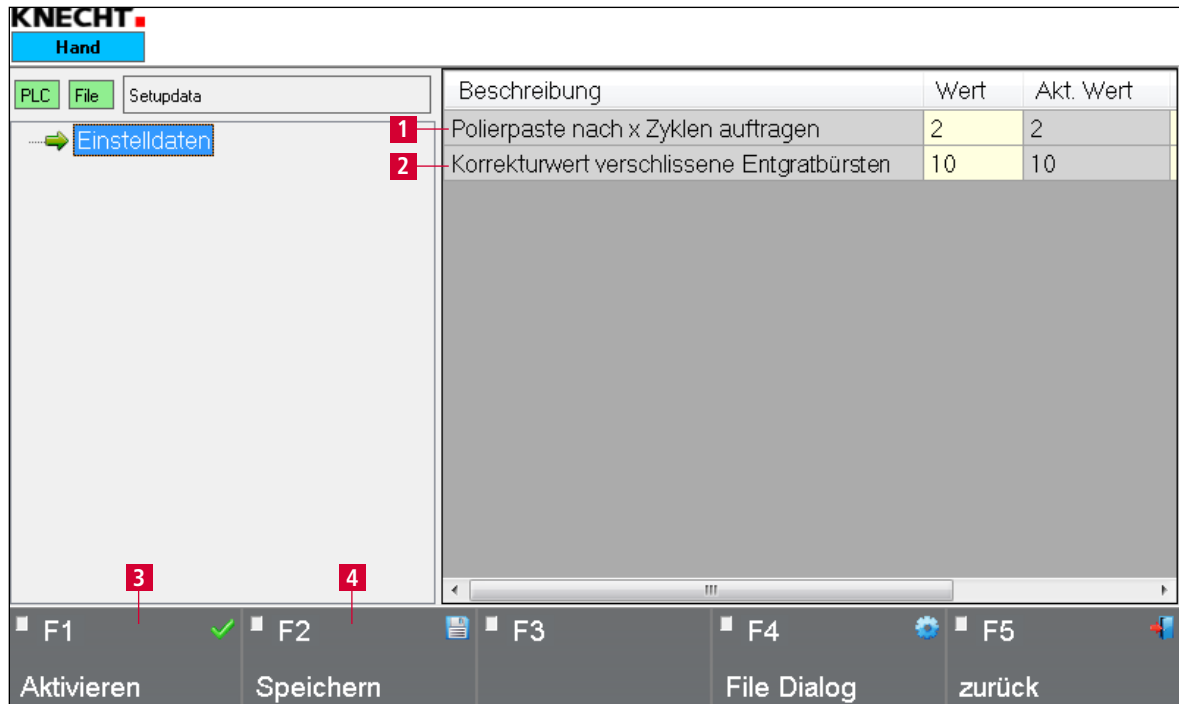 KNECHT
Hand
PLC File Setupdata
Einstelldaten
Beschreibung Wert Akt. Wert
1 Polierpaste nach x Zyklen auftragen 2 2
2 Korrekturwert verschlissene Entgratbürsten 10 10
3 4
F1 F2 F3 F4 F5
Aktivieren Speichern File Dialog zurück